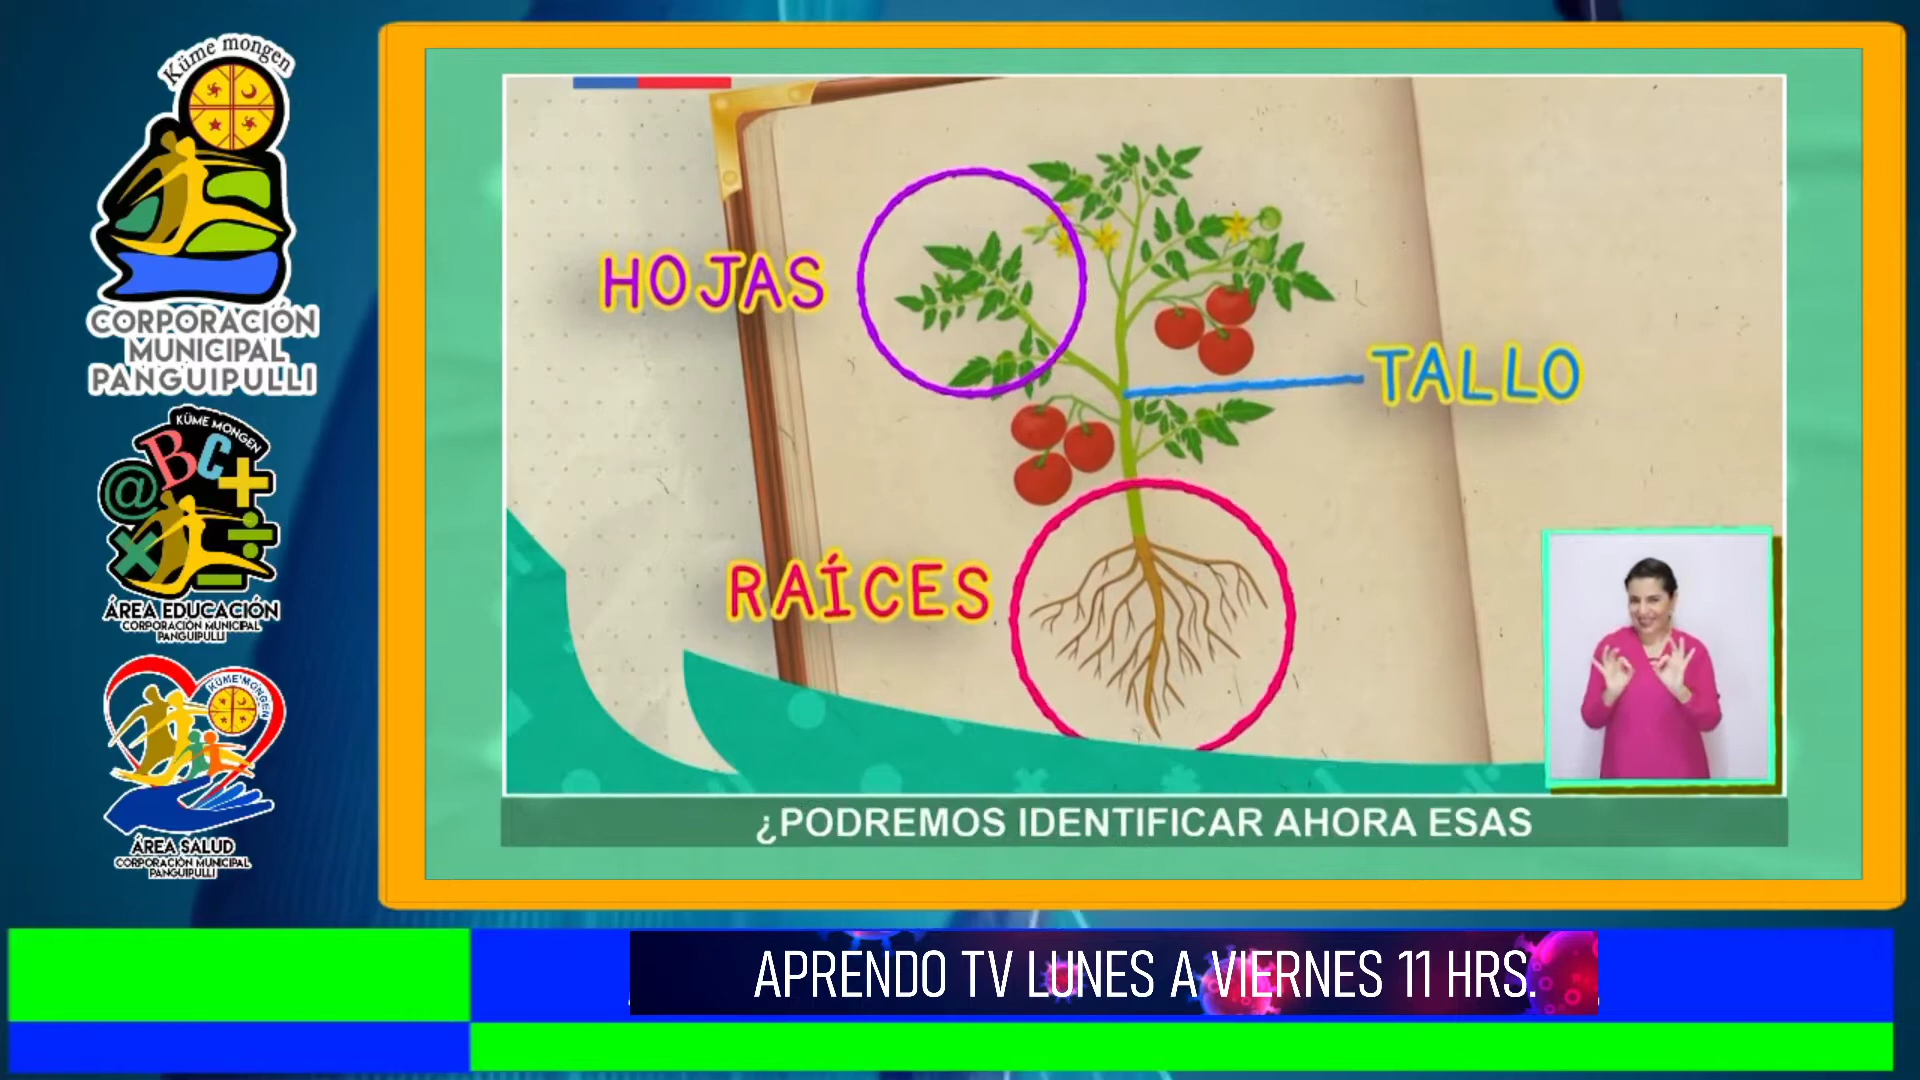 Küme mongen
CORPORACIÓN
MUNICIPAL
PANGUIPULLI
KÜME MONGEN
@BC+
×÷
ÁREA EDUCACIÓN
CORPORACIÓN MUNICIPAL
PANGUIPULLI
KÜME MONGEN
ÁREA SALUD
CORPORACIÓN MUNICIPAL
PANGUIPULLI
HOJAS
TALLO
RAÍCES
¿PODREMOS IDENTIFICAR AHORA ESAS
APRENDO TV LUNES A VIERNES 11 HRS.